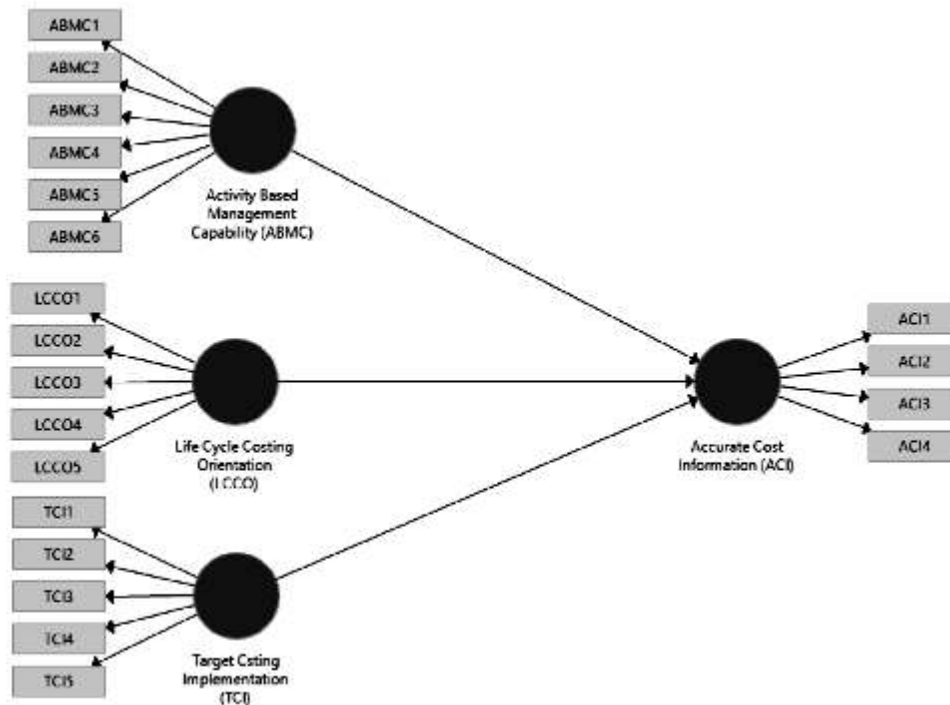 ABMC1
ABMC2
ABMC3
ABMC4
ABMC5
ABMC6
Activity Based
Management
Capability (ABMC)
LCCO1
LCCO2
LCCO3
LCCO4
LCCO5
Life Cycle Costing
Orientation
(LCCO)
TCI1
TCI2
TCI3
TCI4
TCI5
Target Csting
Implementation
(TCI)
Accurate Cost
Information (ACI)
ACI1
ACI2
ACI3
ACI4